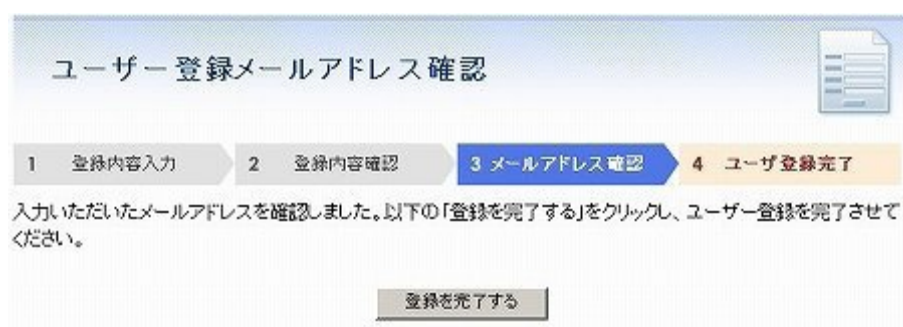 ユーザー登録メールアドレス確認
1 登録内容入力 2 登録内容確認 3 メールアドレス確認 4 ユーザ登録完了
入力いただいたメールアドレスを確認しました。以下の「登録を完了する」をクリックし、ユーザー登録を完了させて
ください。
登録を完了する